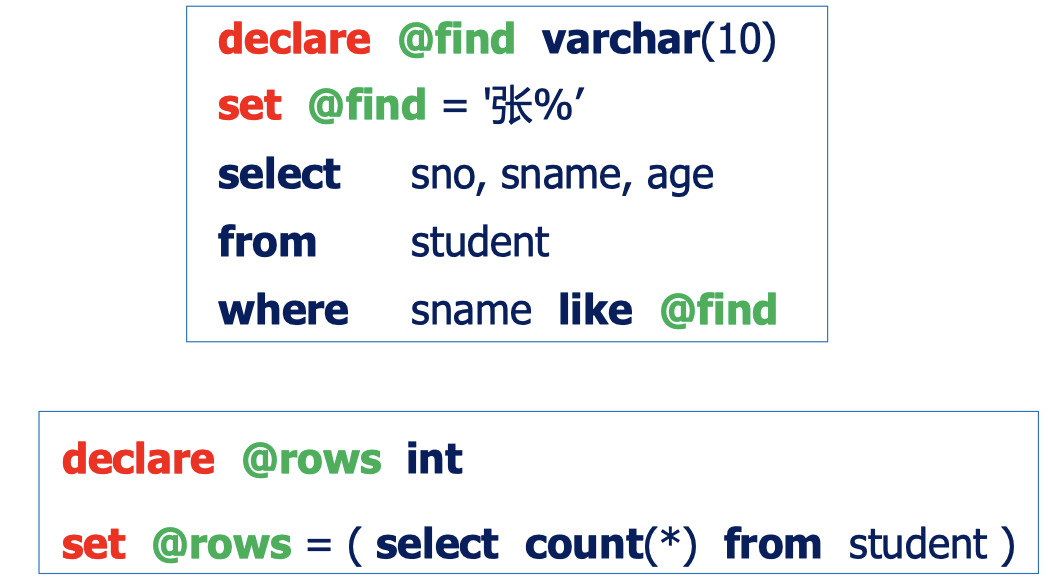 declare @find varchar(10)
set @find = '张%’
select sno, sname, age
from student
where sname like @find
declare @rows int
set @rows = ( select count(*) from student )